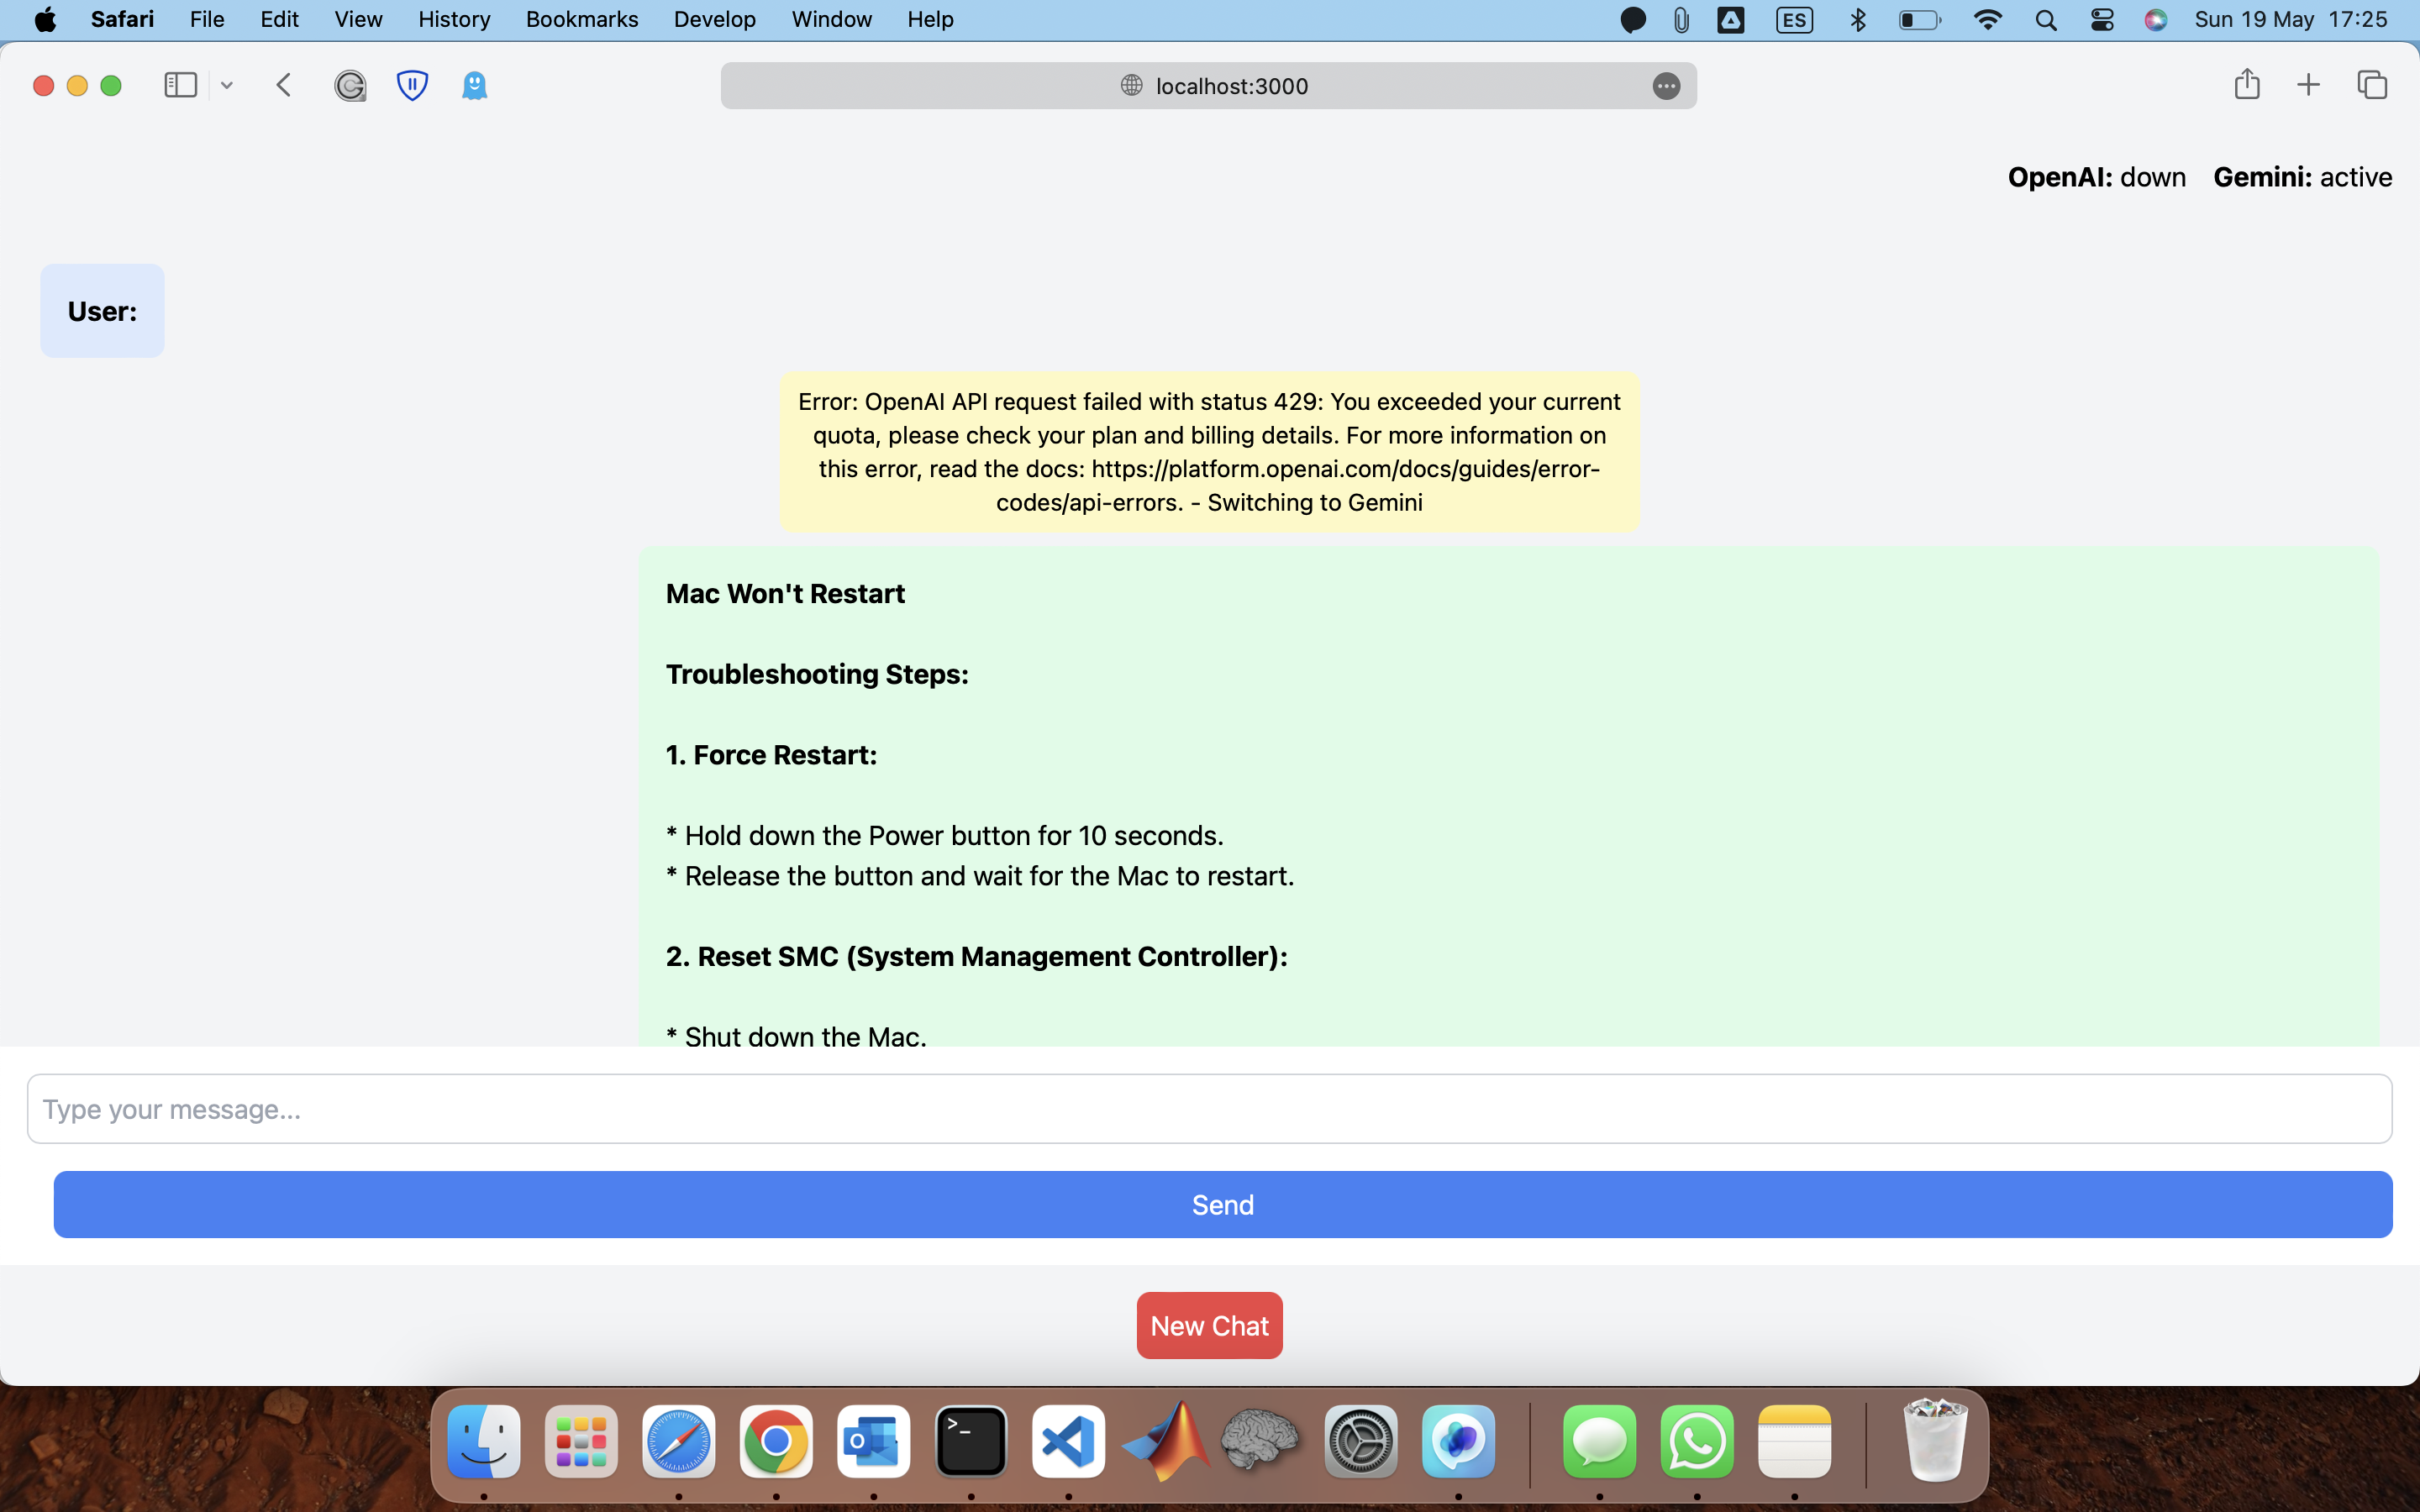 Safari File Edit View History Bookmarks Develop Window Help ES Sun 19 May 17:25
localhost:3000
OpenAI: down Gemini: active
User:
Error: OpenAI API request failed with status 429: You exceeded your current
quota, please check your plan and billing details. For more information on
this error, read the docs: https://platform.openai.com/docs/guides/error-
codes/api-errors. - Switching to Gemini
Mac Won't Restart
Troubleshooting Steps:
1. Force Restart:
* Hold down the Power button for 10 seconds.
* Release the button and wait for the Mac to restart.
2. Reset SMC (System Management Controller):
* Shut down the Mac.
Type your message...
Send
New Chat